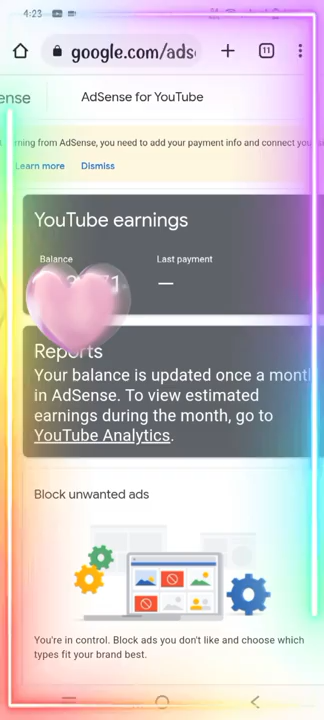 4:23
google.com/ads
11
ense
AdSense for YouTube
rning from AdSense, you need to add your payment info and connect you
Learn more Dismiss
YouTube earnings
Balance Last payment
—
Reports
Your balance is updated once a month
in AdSense. To view estimated
earnings during the month, go to
YouTube Analytics.
Block unwanted ads
You're in control. Block ads you don't like and choose which
types fit your brand best.